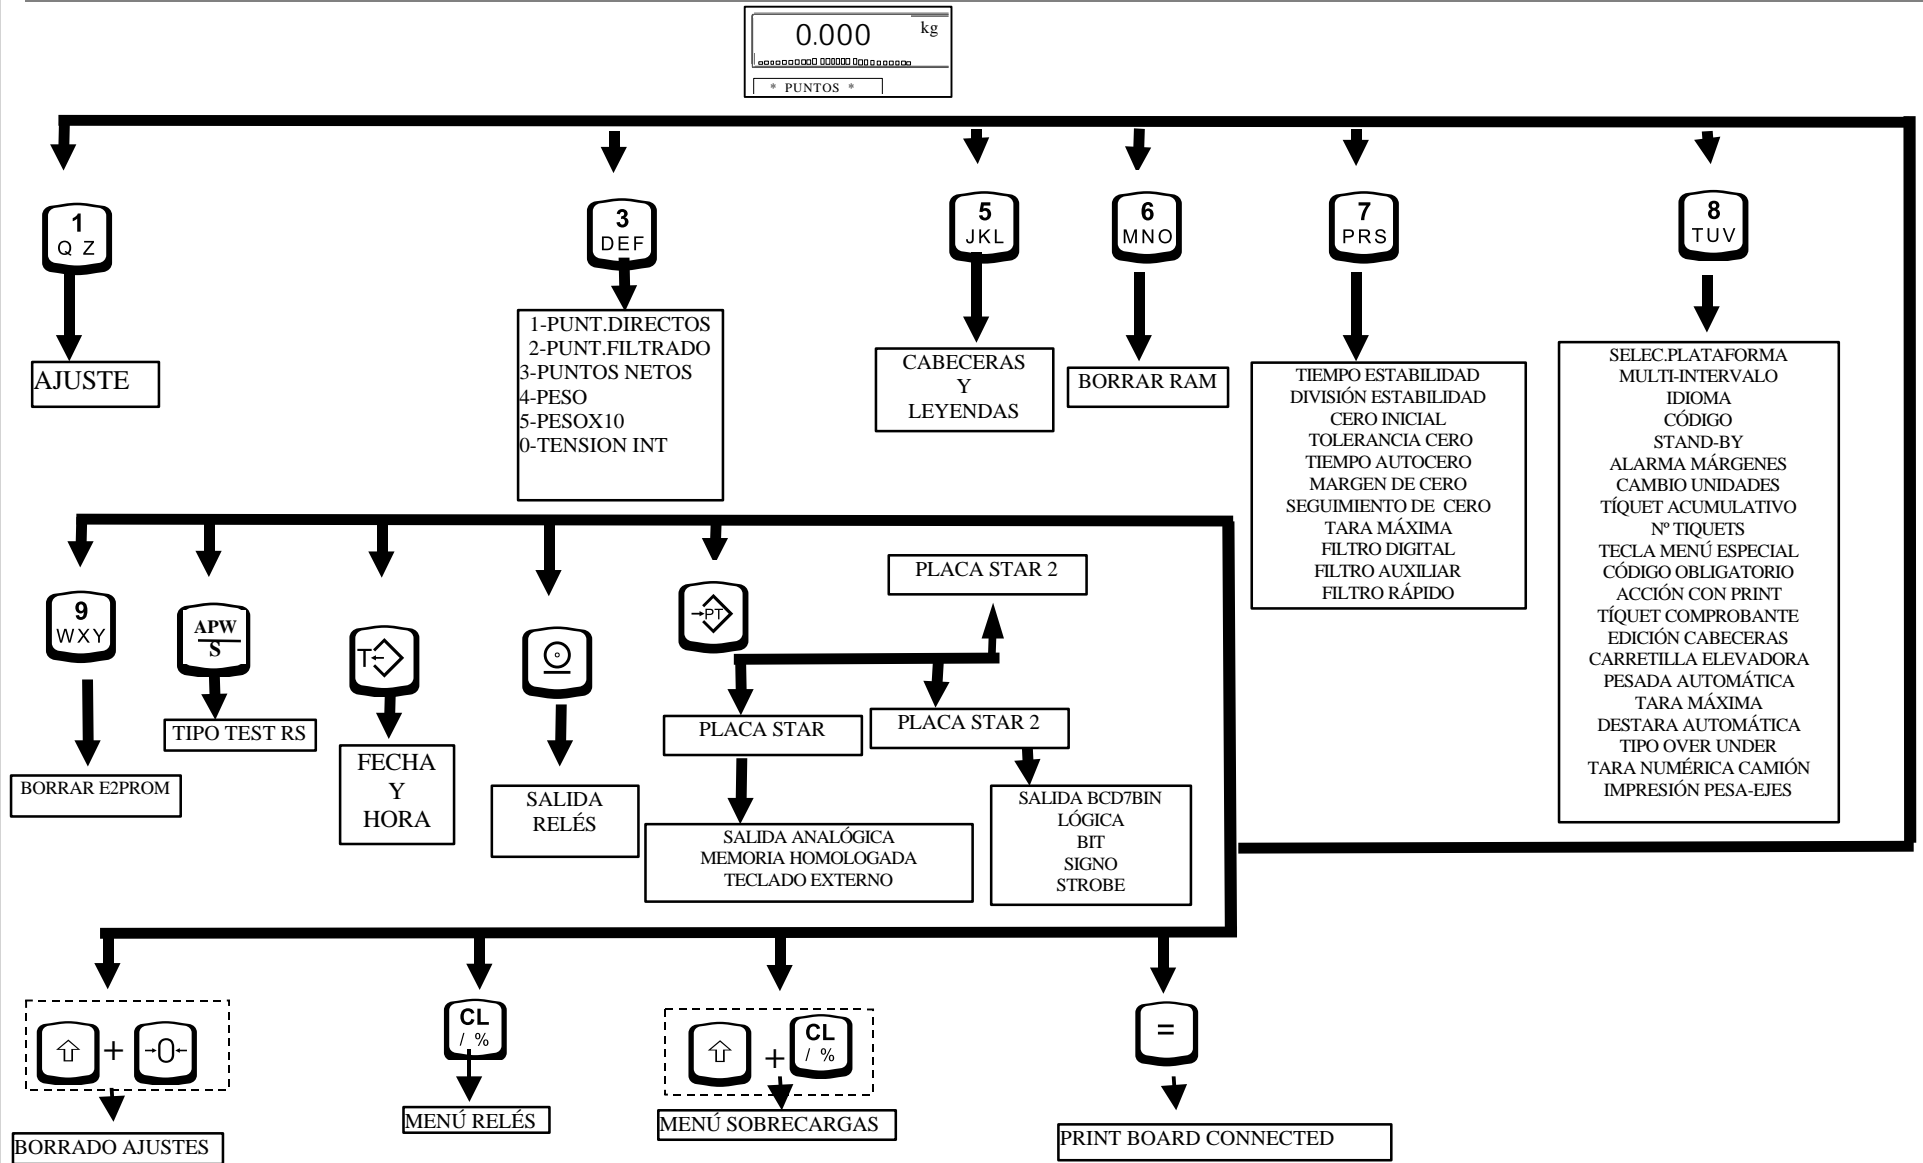 0.000 kg
* PUNTOS *
1
Q Z
3
DEF
5
JKL
6
MNO
7
PRS
8
TUV
AJUSTE
1-PUNT.DIRECTOS
2-PUNT.FILTRADO
3-PUNTOS NETOS
4-PESO
5-PESOX10
0-TENSION INT
CABECERAS
Y
LEYENDAS
BORRAR RAM
TIEMPO ESTABILIDAD
DIVISIÓN ESTABILIDAD
CERO INICIAL
TOLERANCIA CERO
TIEMPO AUTOCERO
MARGEN DE CERO
SEGUIMIENTO DE CERO
TARA MÁXIMA
FILTRO DIGITAL
FILTRO AUXILIAR
FILTRO RÁPIDO
SELEC.PLATAFORMA
MULTI-INTERVALO
IDIOMA
CÓDIGO
STAND-BY
ALARMA MÁRGENES
CAMBIO UNIDADES
TÍQUET ACUMULATIVO
Nº TIQUETS
TECLA MENÚ ESPECIAL
CÓDIGO OBLIGATORIO
ACCIÓN CON PRINT
TÍQUET COMPROBANTE
EDICIÓN CABECERAS
CARRETILLA ELEVADORA
PESADA AUTOMÁTICA
TARA MÁXIMA
DESTARA AUTOMÁTICA
TIPO OVER UNDER
TARA NUMÉRICA CAMIÓN
IMPRESIÓN PESA-EJES
9
WXY
APW
S
T
PT
PLACA STAR 2
BORRAR E2PROM
TIPO TEST RS
FECHA
Y
HORA
SALIDA
RELÉS
PLACA STAR
PLACA STAR 2
SALIDA ANALÓGICA
MEMORIA HOMOLOGADA
TECLADO EXTERNO
SALIDA BCD7BIN
LÓGICA
BIT
SIGNO
STROBE
+ 0
CL
/ %
+ CL
/ %
=
BORRADO AJUSTES
MENÚ RELÉS
MENÚ SOBRECARGAS
PRINT BOARD CONNECTED